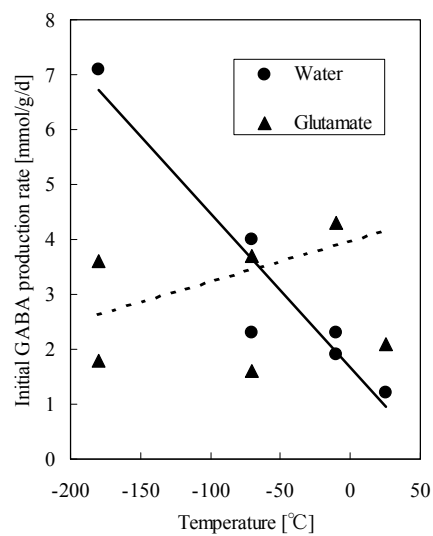 Initial GABA production rate [mmol/g/d]
8
7
6
5
4
3
2
1
0
Water
Glutamate
-200 -150 -100 -50 0 50
Temperature [℃]